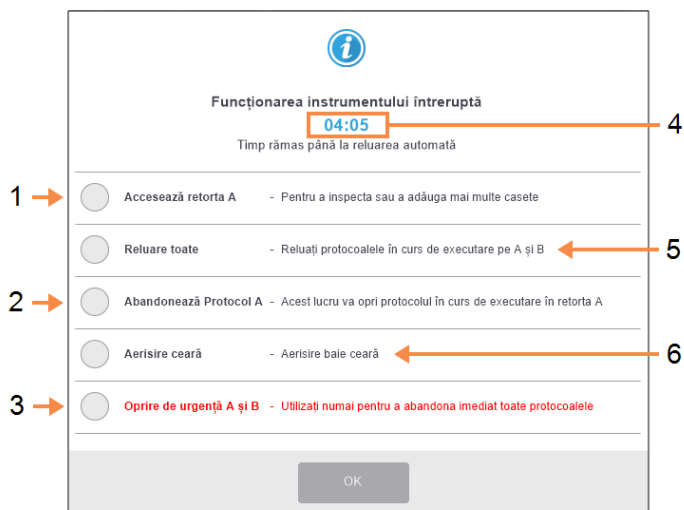 i
Funcționarea instrumentului întreruptă
04:05
4
Timp rămas până la reluarea automată
1
Accesează retorta A - Pentru a inspecta sau a adăuga mai multe casete
Reluare toate - Reluați protocoalele în curs de executare pe A și B
5
2
Abandonează Protocol A - Acest lucru va opri protocolul în curs de executare în retorta A
Aerisire ceară - Aerisire baie ceară
6
3
Oprire de urgență A și B - Utilizați numai pentru a abandona imediat toate protocoalele
OK